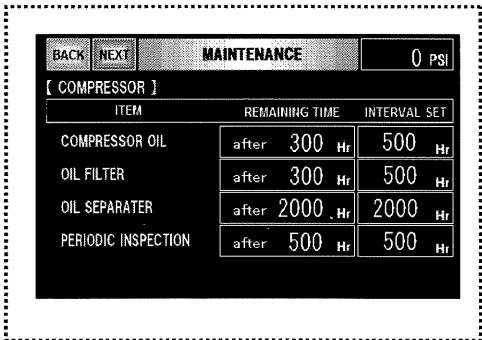 BACK NEXT MAINTENANCE 0 PSI
[ COMPRESSOR ]
ITEM REMAINING TIME INTERVAL SET
COMPRESSOR OIL after 300 Hr 500 Hr
OIL FILTER after 300 Hr 500 Hr
OIL SEPARATER after 2000 Hr 2000 Hr
PERIODIC INSPECTION after 500 Hr 500 Hr